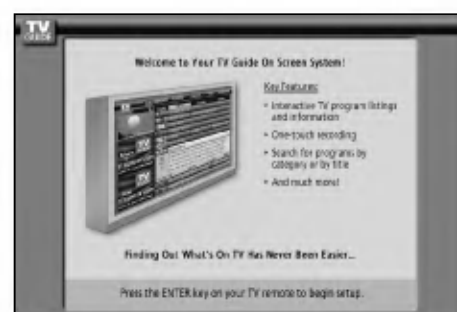 TV
GUIDE
Welcome to Your TV Guide On Screen System!
Key Features:
• Interactive TV program listings
and information
• One-touch recording
• Search for programs by
category or by title
• And much more!
TV
TV
Finding Out What's On TV Has Never Been Easier...
Press the ENTER key on your TV remote to begin setup.